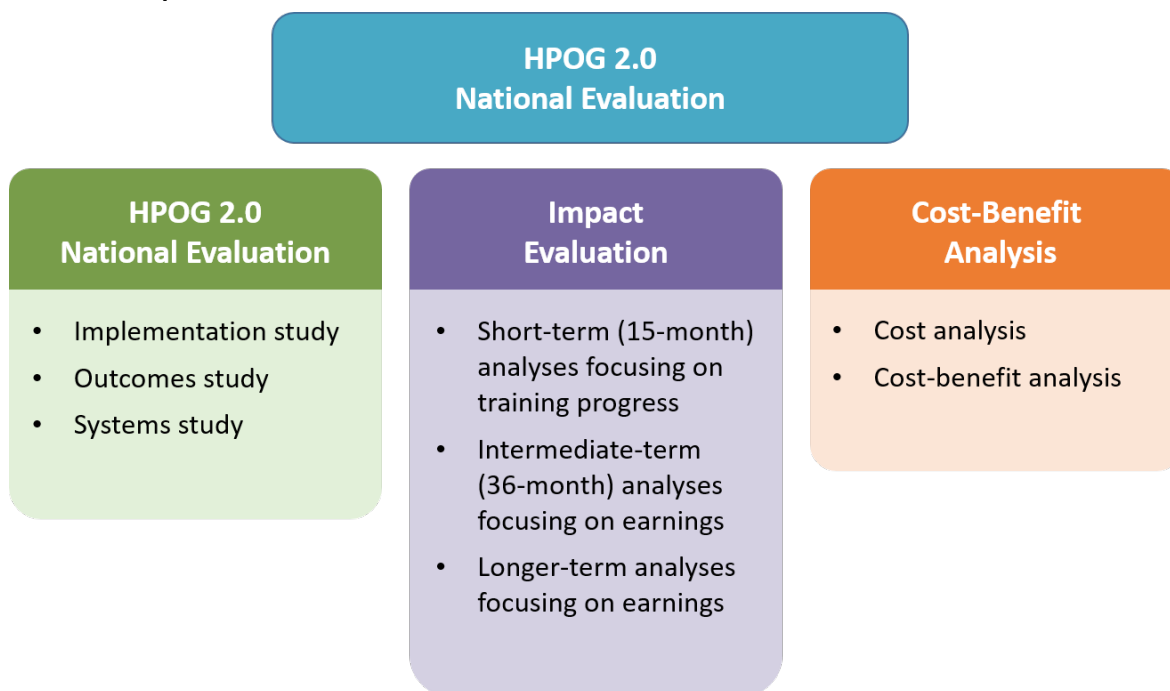 HPOG 2.0
National Evaluation
HPOG 2.0
National Evaluation
• Implementation study
• Outcomes study
• Systems study
Impact
Evaluation
• Short-term (15-month)
analyses focusing on
training progress
• Intermediate-term
(36-month) analyses
focusing on earnings
• Longer-term analyses
focusing on earnings
Cost-Benefit
Analysis
• Cost analysis
• Cost-benefit analysis